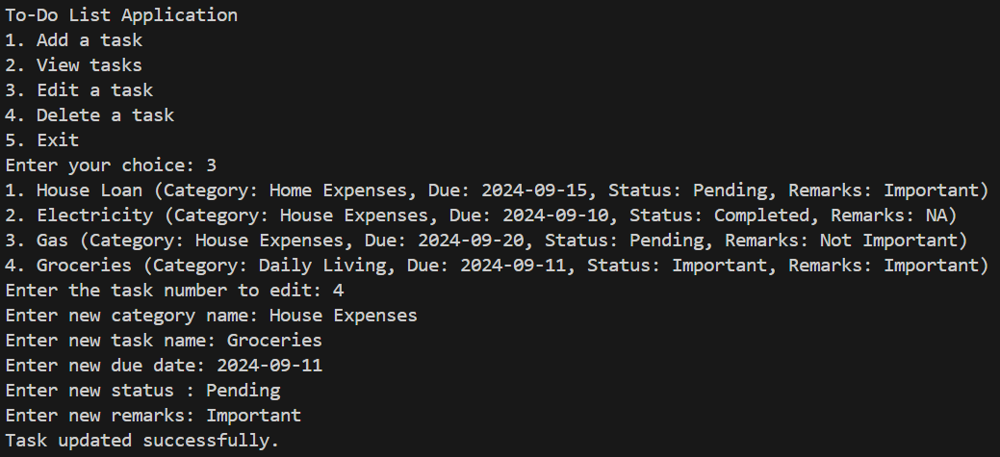 To-Do List Application
1. Add a task
2. View tasks
3. Edit a task
4. Delete a task
5. Exit
Enter your choice: 3
1. House Loan (Category: Home Expenses, Due: 2024-09-15, Status: Pending, Remarks: Important)
2. Electricity (Category: House Expenses, Due: 2024-09-10, Status: Completed, Remarks: NA)
3. Gas (Category: House Expenses, Due: 2024-09-20, Status: Pending, Remarks: Not Important)
4. Groceries (Category: Daily Living, Due: 2024-09-11, Status: Important, Remarks: Important)
Enter the task number to edit: 4
Enter new category name: House Expenses
Enter new task name: Groceries
Enter new due date: 2024-09-11
Enter new status : Pending
Enter new remarks: Important
Task updated successfully.